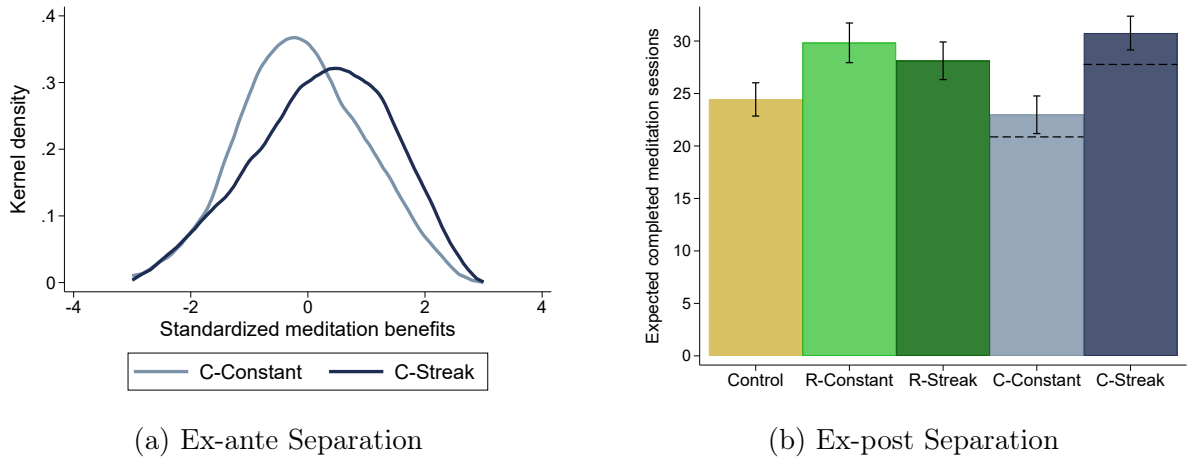 .4
.3
.2
.1
0
Kernel density
-4 -2 0 2 4
Standardized meditation benefits
C-Constant C-Streak
(a) Ex-ante Separation
30
25
20
15
10
5
0
Expected completed meditation sessions
Control R-Constant R-Streak C-Constant C-Streak
(b) Ex-post Separation